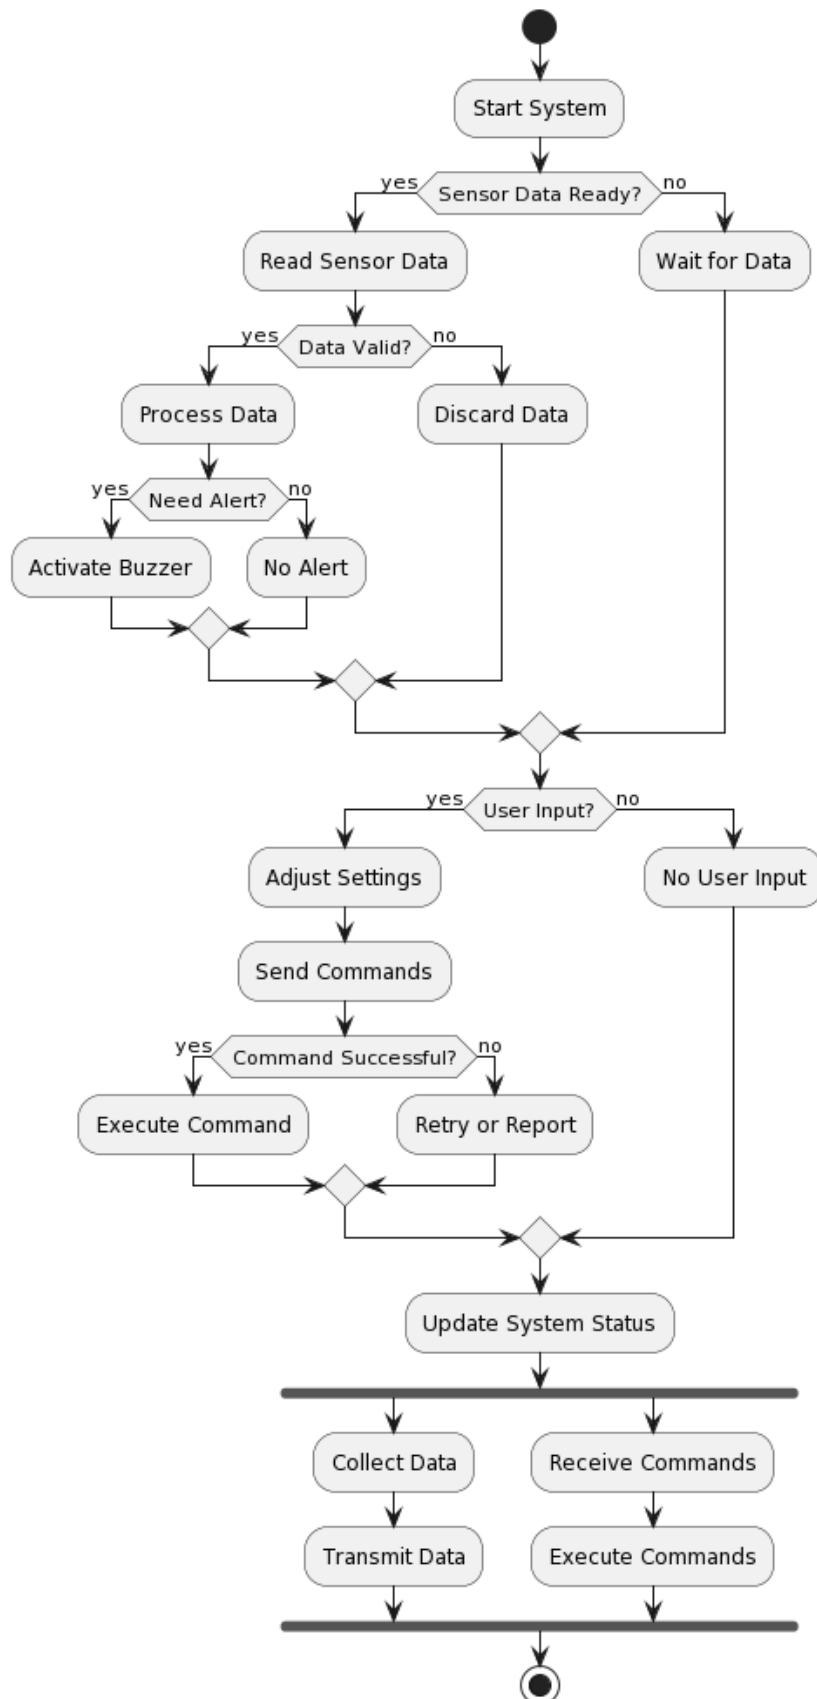 Start System
yes
Sensor Data Ready?
no
Read Sensor Data
Wait for Data
yes
Data Valid?
no
Process Data
Discard Data
yes
Need Alert?
no
Activate Buzzer
No Alert
yes
User Input?
no
Adjust Settings
No User Input
Send Commands
yes
Command Successful?
no
Execute Command
Retry or Report
Update System Status
Collect Data
Receive Commands
Transmit Data
Execute Commands